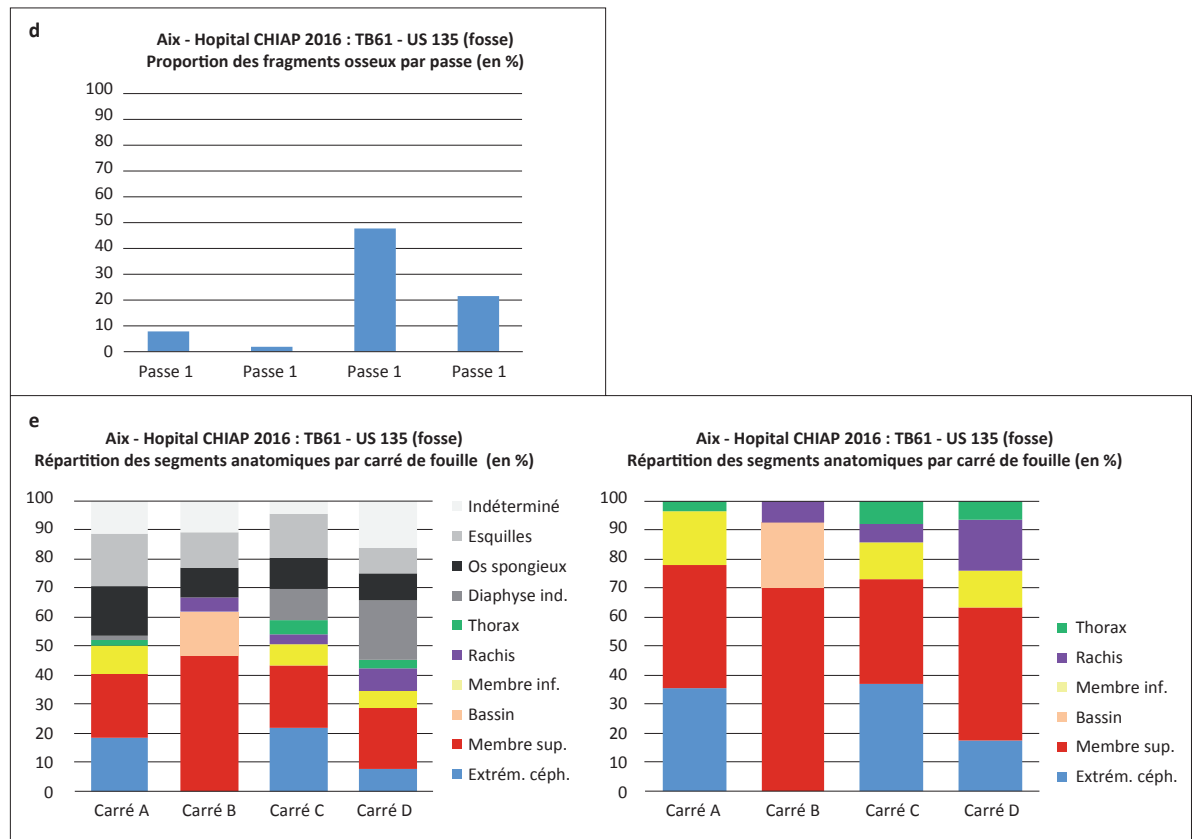 d
Aix - Hopital CHIAP 2016 : TB61 - US 135 (fosse)
Proportion des fragments osseux par passe (en %)
100
90
80
70
60
50
40
30
20
10
0
Passe 1 Passe 1 Passe 1 Passe 1
e
Aix - Hopital CHIAP 2016 : TB61 - US 135 (fosse)
Répartition des segments anatomiques par carré de fouille (en %)
100
90
80
70
60
50
40
30
20
10
0
Carré A Carré B Carré C Carré D
Indéterminé
Esquilles
Os spongieux
Diaphyse ind.
Thorax
Rachis
Membre inf.
Bassin
Membre sup.
Extrém. céph.
Aix - Hopital CHIAP 2016 : TB61 - US 135 (fosse)
Répartition des segments anatomiques par carré de fouille (en %)
100
90
80
70
60
50
40
30
20
10
0
Carré A Carré B Carré C Carré D
Thorax
Rachis
Membre inf.
Bassin
Membre sup.
Extrém. céph.